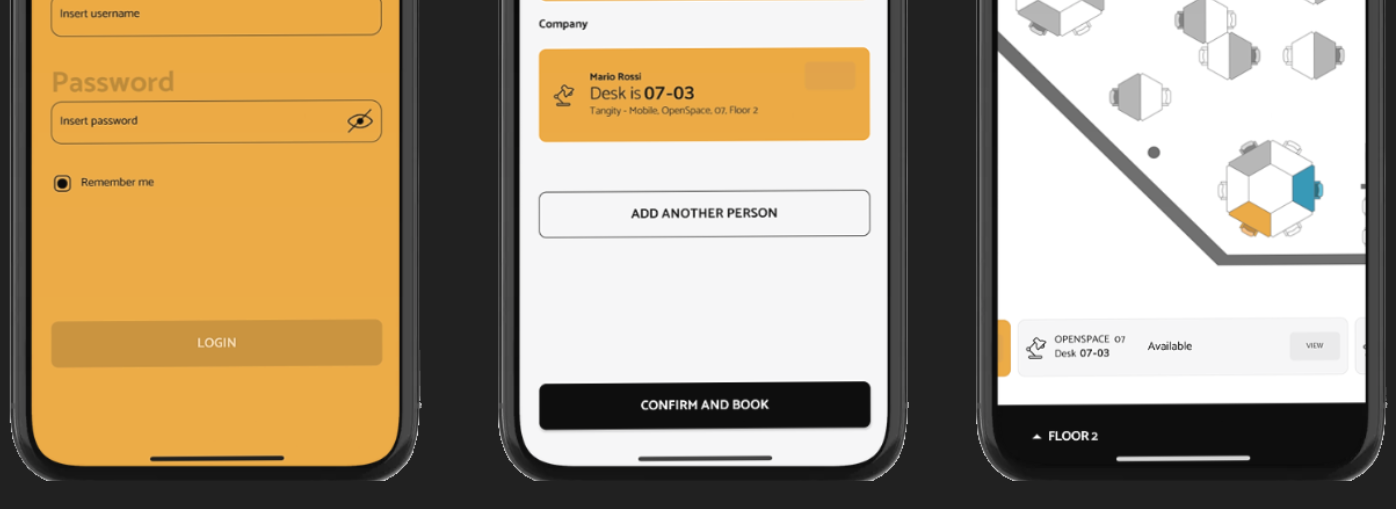 Insert username
Password
Insert password
Remember me
LOGIN
Company
Mario Rossi
Desk is 07-03
Tangity - Mobile, OpenSpace, 07, Floor 2
ADD ANOTHER PERSON
CONFIRM AND BOOK
OPENSPACE 07
Desk 07-03
Available
VIEW
FLOOR 2